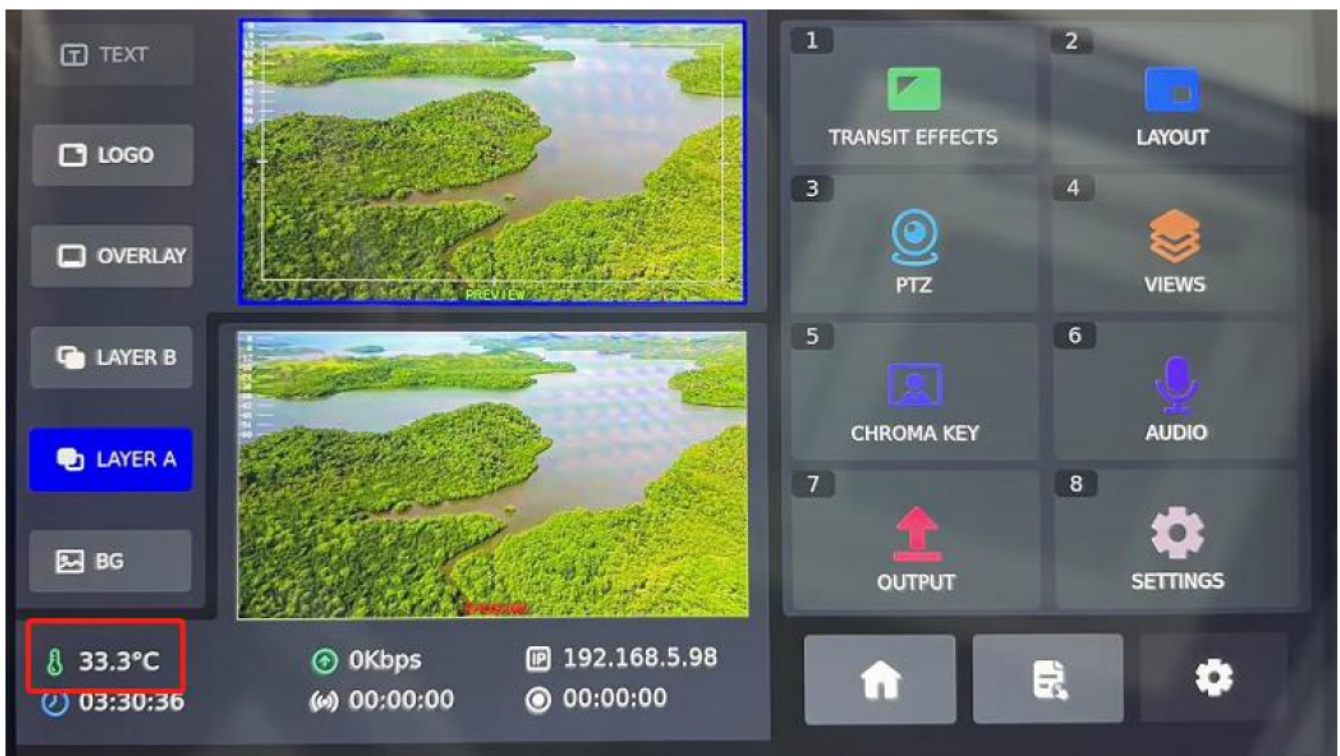 TEXT
LOGO
OVERLAY
LAYER B
LAYER A
BG
PREVIEW
1
TRANSIT EFFECTS
2
LAYOUT
3
PTZ
4
VIEWS
5
CHROMA KEY
6
AUDIO
7
OUTPUT
8
SETTINGS
33.3°C
0Kbps
IP 192.168.5.98
03:30:36
00:00:00
00:00:00